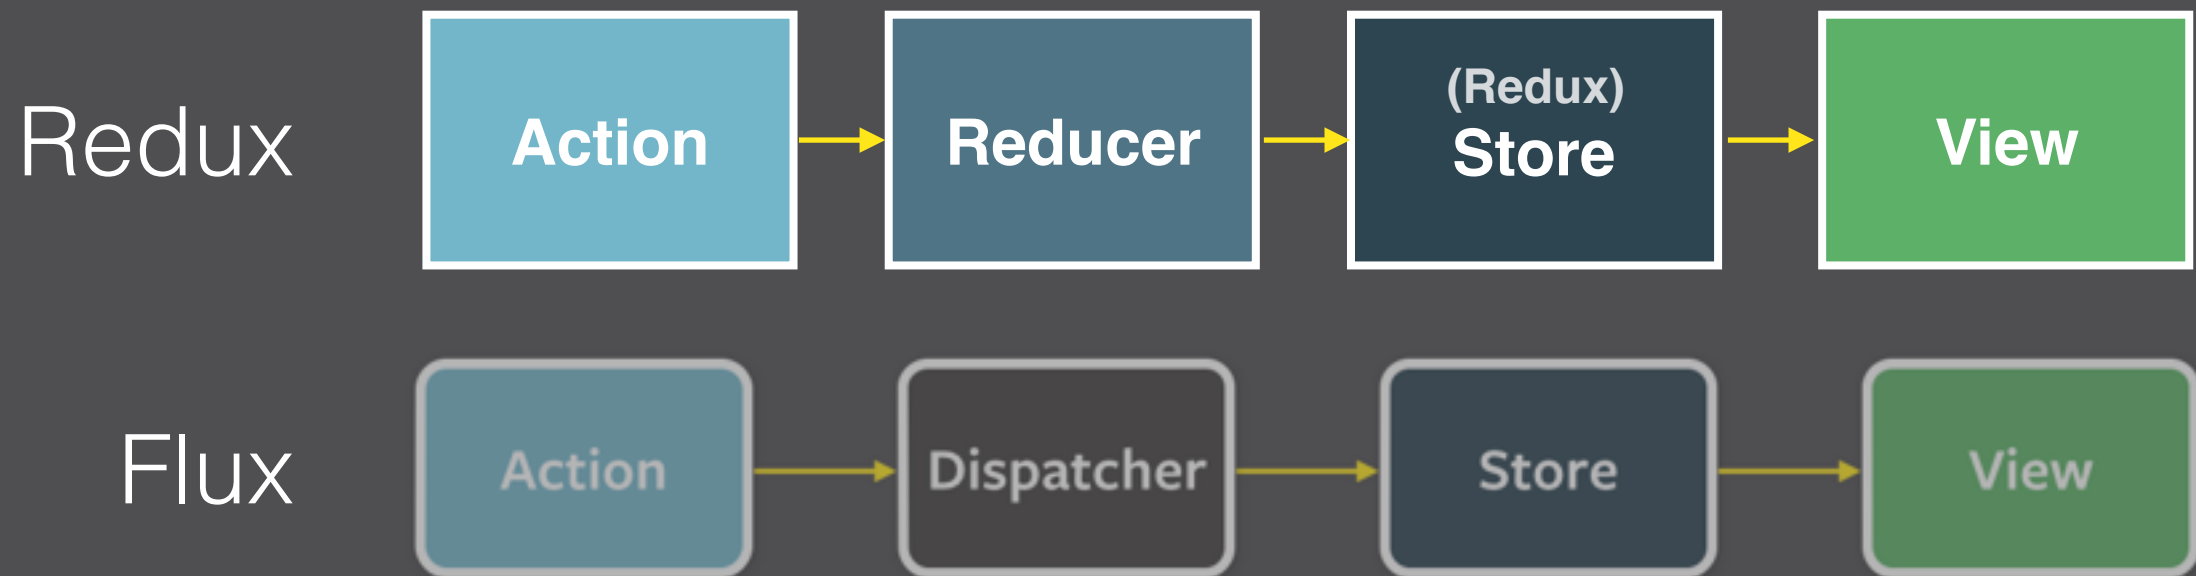 Redux
Action
Reducer
(Redux)
Store
View
Flux
Action
Dispatcher
Store
View